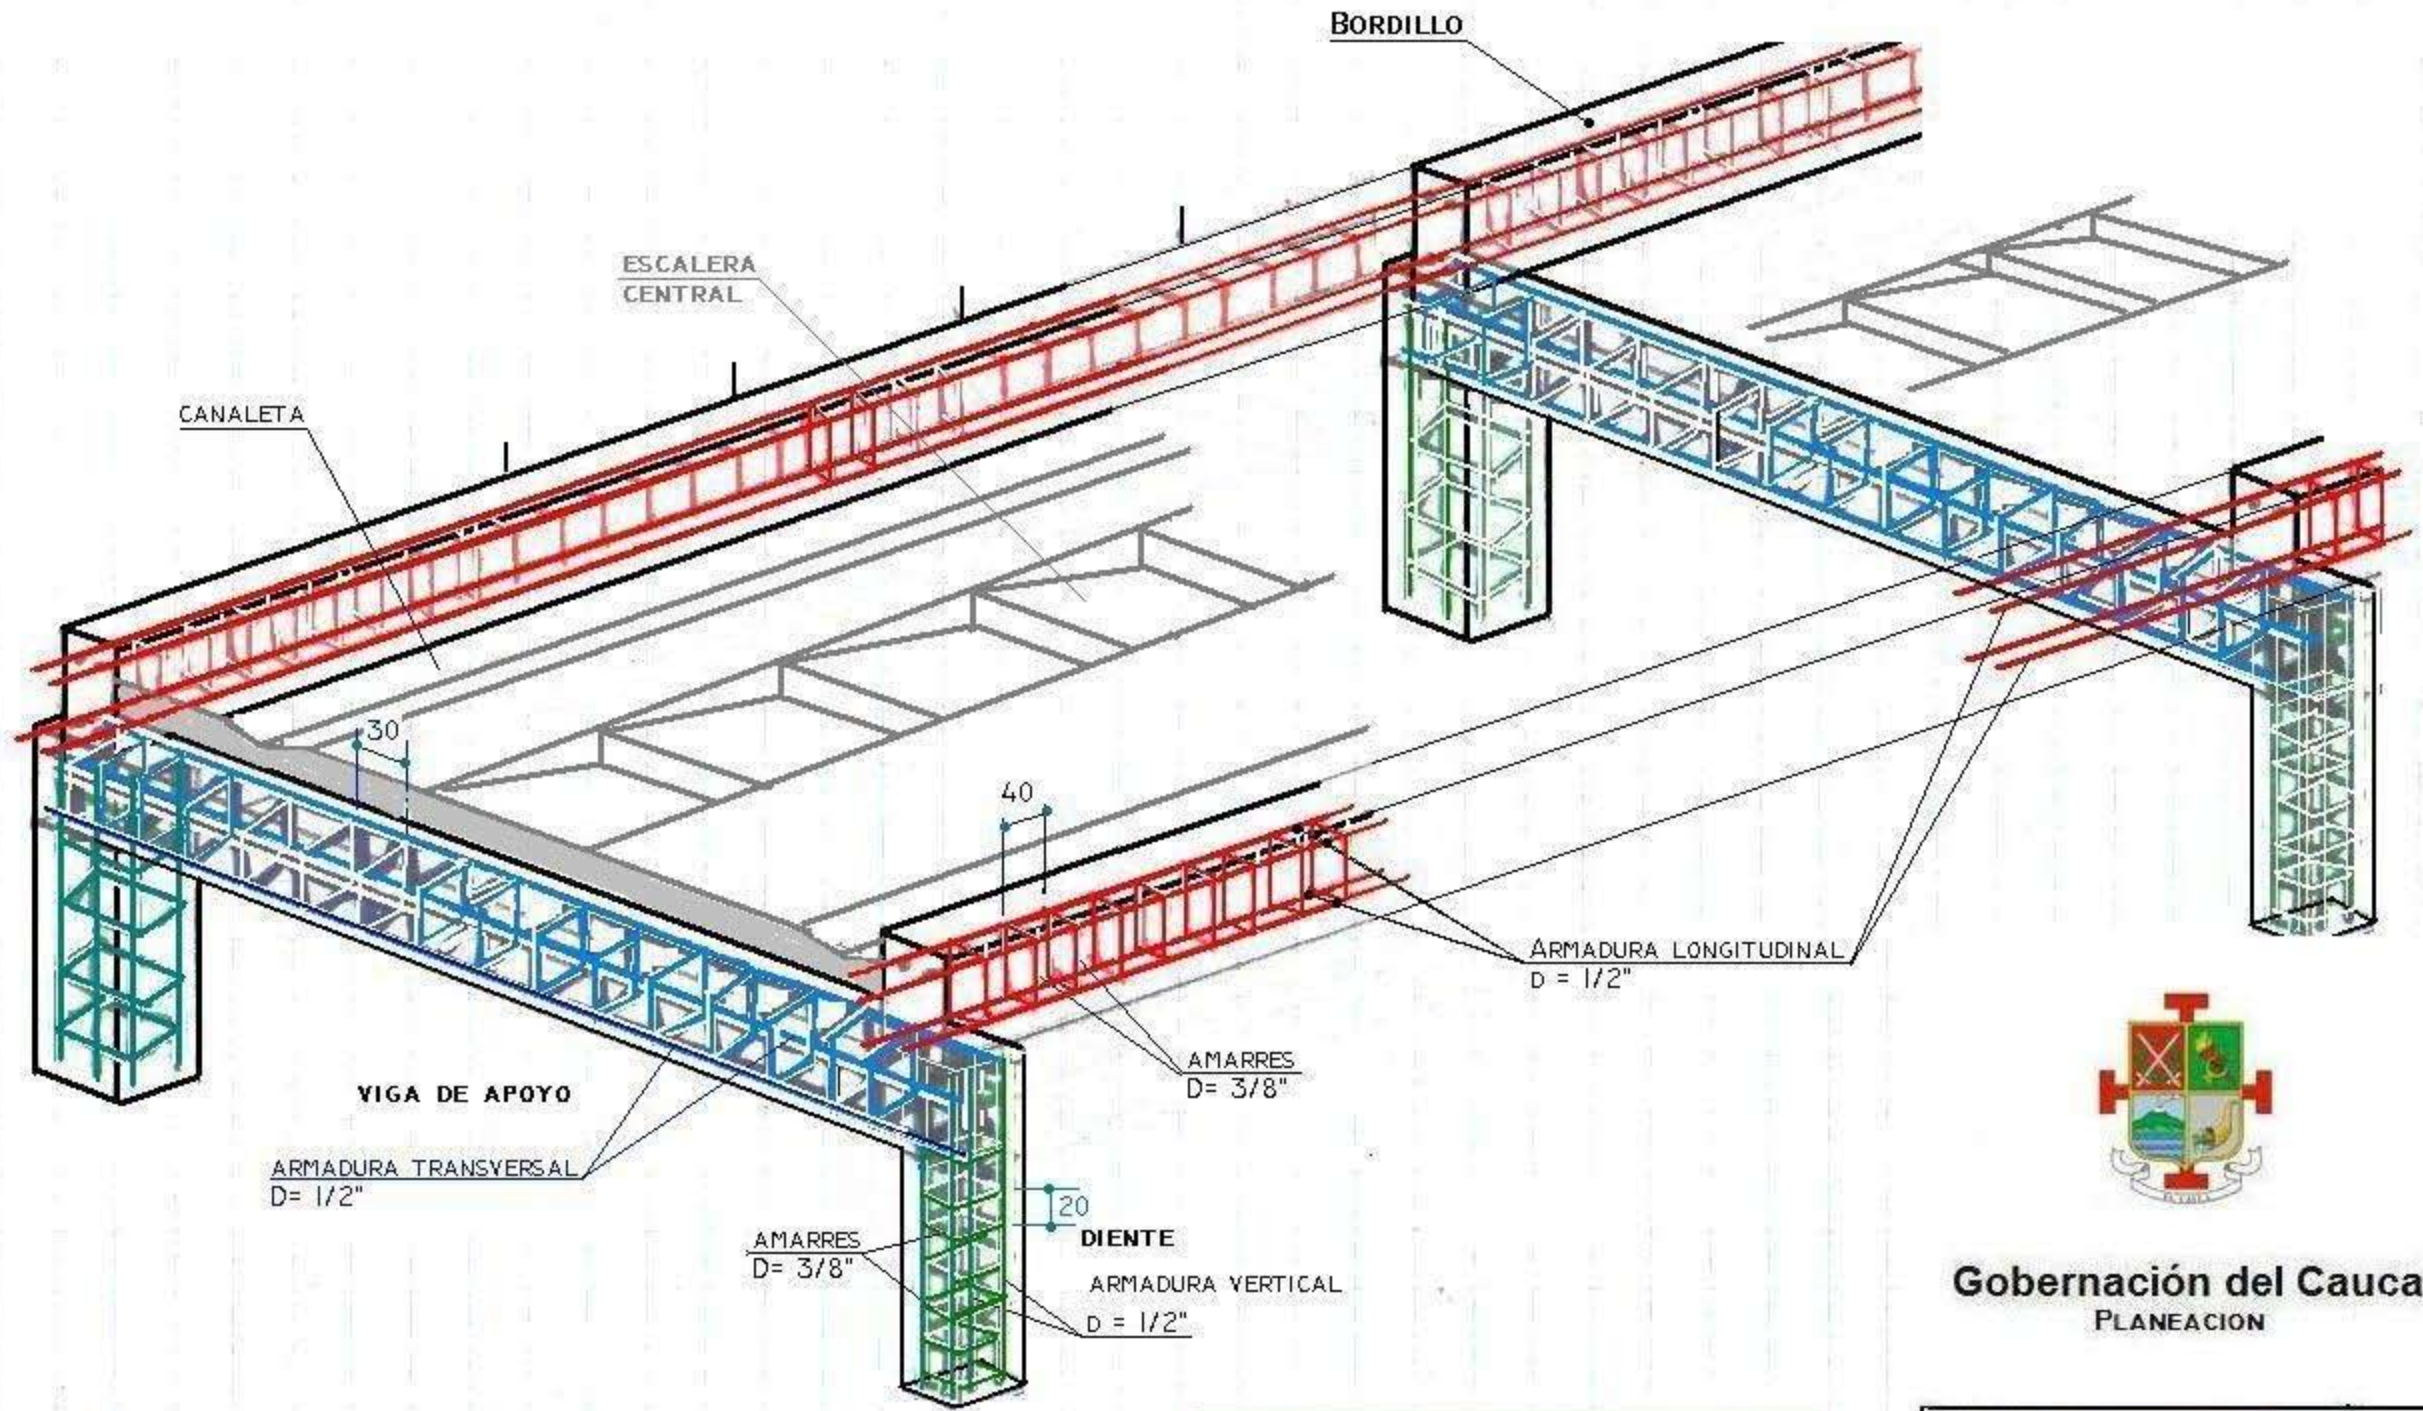 BORDILLO
ESCALERA
CENTRAL
CANALETA
30
40
ARMADURA LONGITUDINAL
D = 1/2"
AMARRES
D= 3/8"
VIGA DE APOYO
ARMADURA TRANSVERSAL
D= 1/2"
20
DIENTE
AMARRES
D= 3/8"
ARMADURA VERTICAL
D = 1/2"
Gobernación del Cauca
PLANEACION